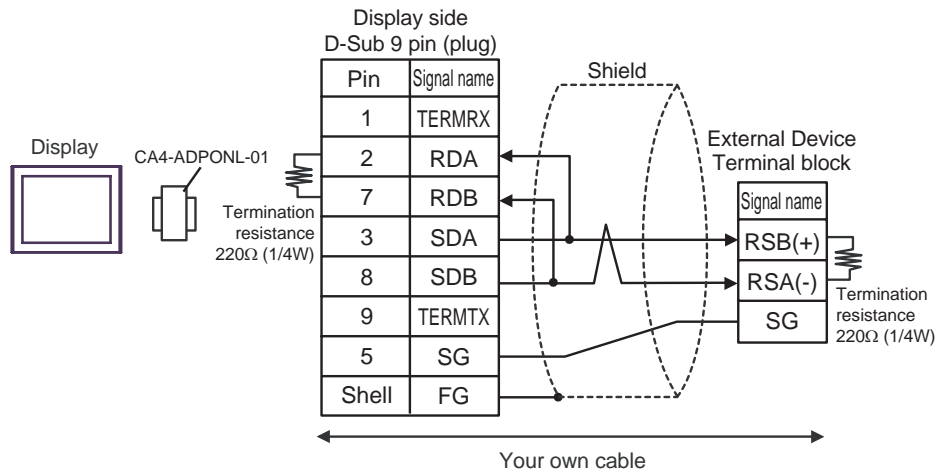 Display side
D-Sub 9 pin (plug)
Pin Signal name
1 TERMRX
2 RDA
7 RDB
3 SDA
8 SDB
9 TERMTX
5 SG
Shell FG
Display
CA4-ADPONL-01
Termination
resistance
220Ω (1/4W)
Shield
External Device
Terminal block
Signal name
RSB(+)
RSA(-)
SG
Termination
resistance
220Ω (1/4W)
Your own cable